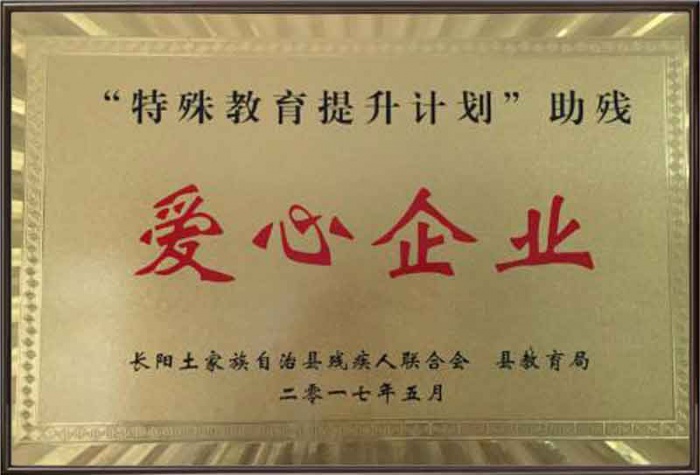 “特殊教育提升计划”助残
爱心企业
长阳土家族自治县残疾人联合会 县教育局
二零一七年五月